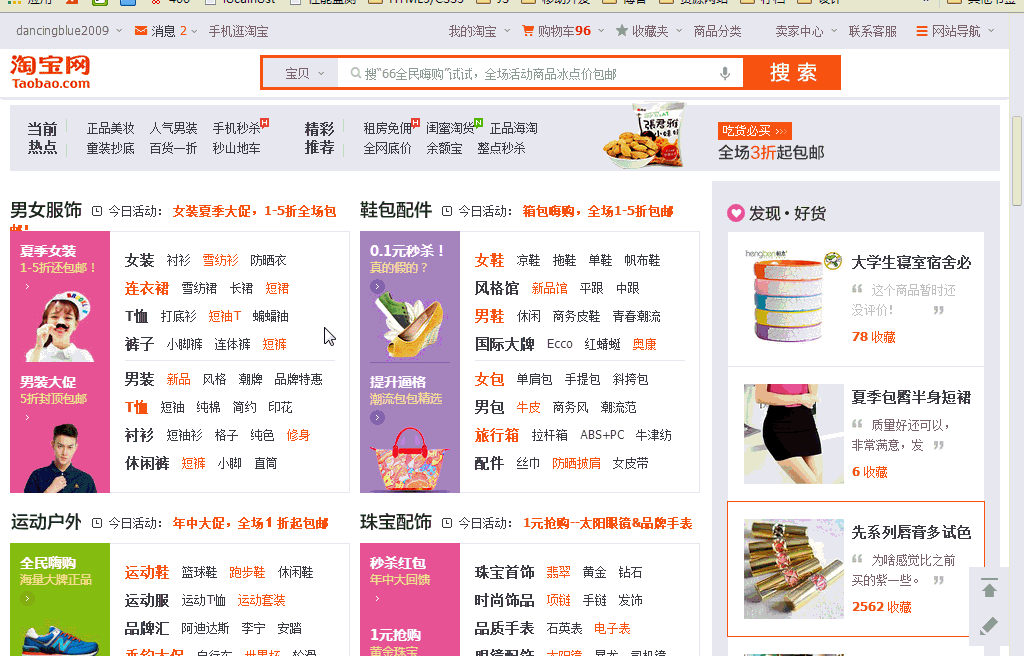 dancingblue2009 消息 2 手机逛淘宝 我的淘宝 购物车96 收藏夹 商品分类 卖家中心 联系客服 网站导航
淘宝网
Taobao.com
宝贝 搜“66全民嗨购”试试，全场活动商品冰点价包邮 搜 索
当前 热点
正品美妆 人气男装 手机秒杀 H
童装抄底 百货一折 秒山地车
精彩 推荐
租房免佣 H 闺蜜淘货 N 正品海淘
全网底价 余额宝 整点秒杀
吃货必买 >>>
全场3折起包邮
男女服饰 今日活动： 女装夏季大促，1-5折全场包邮！
夏季女装
1-5折还包邮！
女装 衬衫 雪纺衫 防晒衣
连衣裙 雪纺裙 长裙 短裙
T恤 打底衫 短袖T 蝙蝠袖
裤子 小脚裤 连体裤 短裤
男装大促
5折封顶包邮
男装 新品 风格 潮牌 品牌特惠
T恤 短袖 纯棉 简约 印花
衬衫 短袖衫 格子 纯色 修身
休闲裤 短裤 小脚 直筒
鞋包配件 今日活动： 箱包嗨购，全场1-5折包邮
0.1元秒杀！
真的假的？
女鞋 凉鞋 拖鞋 单鞋 帆布鞋
风格馆 新品馆 平跟 中跟
男鞋 休闲 商务皮鞋 青春潮流
国际大牌 Ecco 红蜻蜓 奥康
提升逼格
潮流包包精选
女包 单肩包 手提包 斜挎包
男包 牛皮 商务风 潮流范
旅行箱 拉杆箱 ABS+PC 牛津纺
配件 丝巾 防晒披肩 女皮带
运动户外 今日活动： 年中大促，全场1折起包邮
全民嗨购
海量大牌正品
运动鞋 篮球鞋 跑步鞋 休闲鞋
运动服 运动T恤 运动套装
品牌汇 阿迪达斯 李宁 安踏
珠宝配饰 今日活动： 1元抢购--太阳眼镜&品牌手表
秒杀红包
年中大回馈
1元抢购
黄金珠宝
珠宝首饰 翡翠 黄金 钻石
时尚饰品 项链 手链 发饰
品质手表 石英表 电子表
发现 • 好货
大学生寝室宿舍必
“ 这个商品暂时还
没评价！ ”
78 收藏
夏季包臀半身短裙
“ 质量好还可以，
非常满意，发 ”
6 收藏
先系列唇膏多试色
“ 为啥感觉比之前
买的紫一些。 ”
2562 收藏